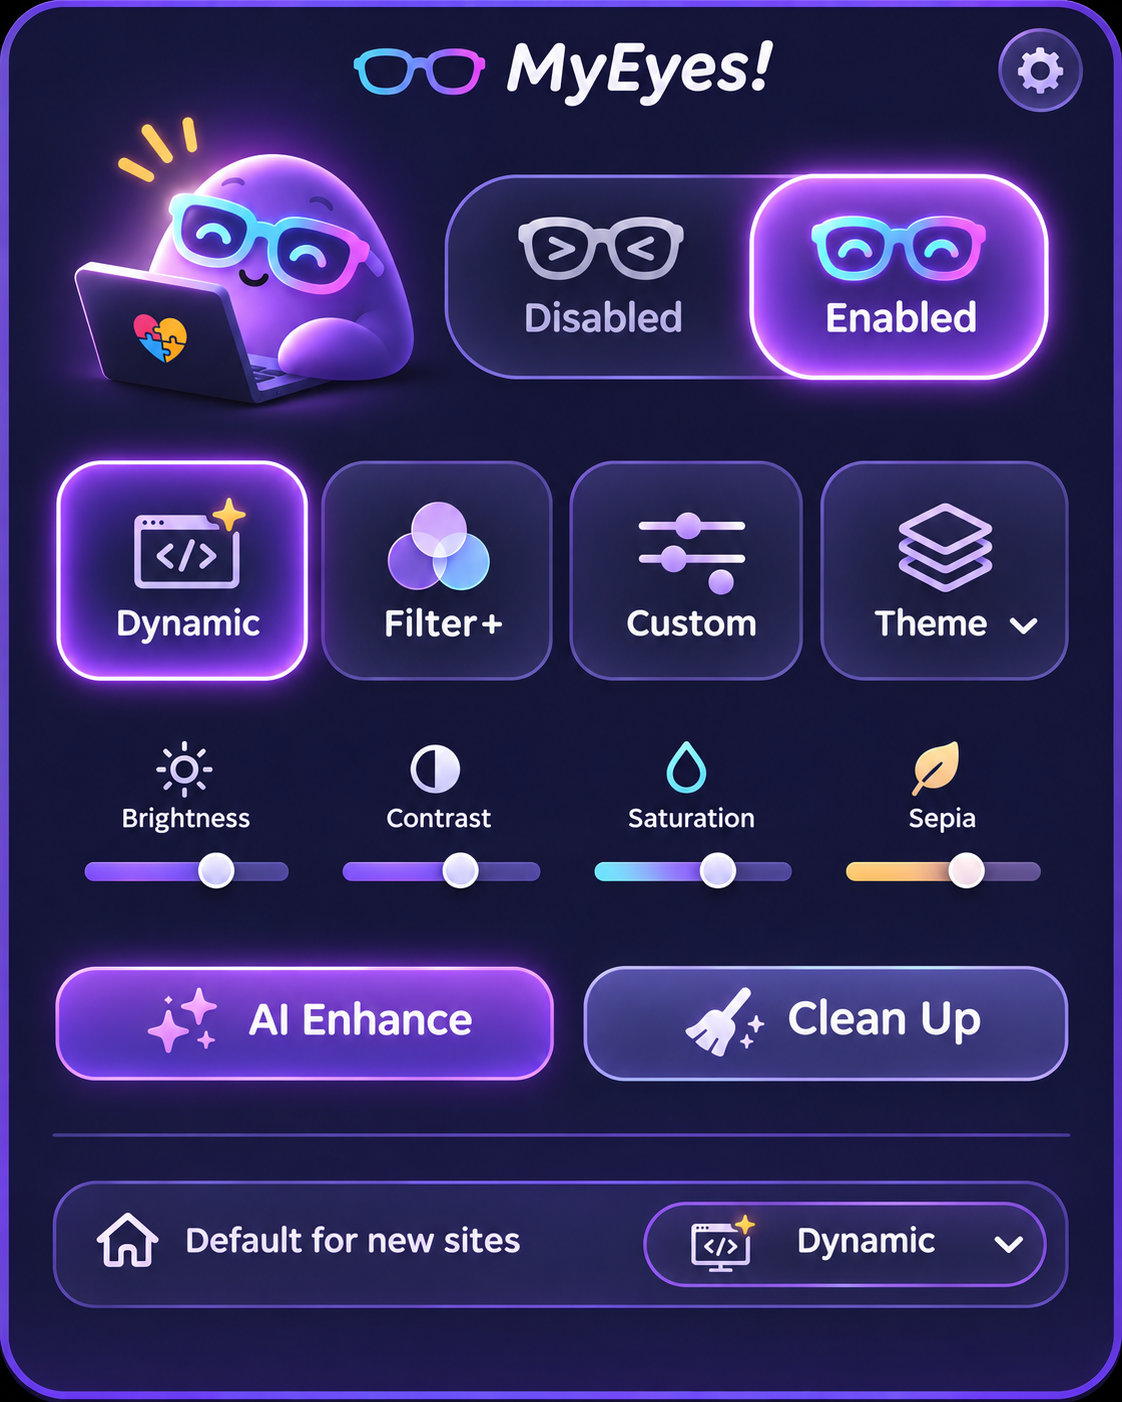 MyEyes!
Disabled
Enabled
</>
Dynamic
Filter+
Custom
Theme
Brightness
Contrast
Saturation
Sepia
AI Enhance
Clean Up
Default for new sites
</>
Dynamic